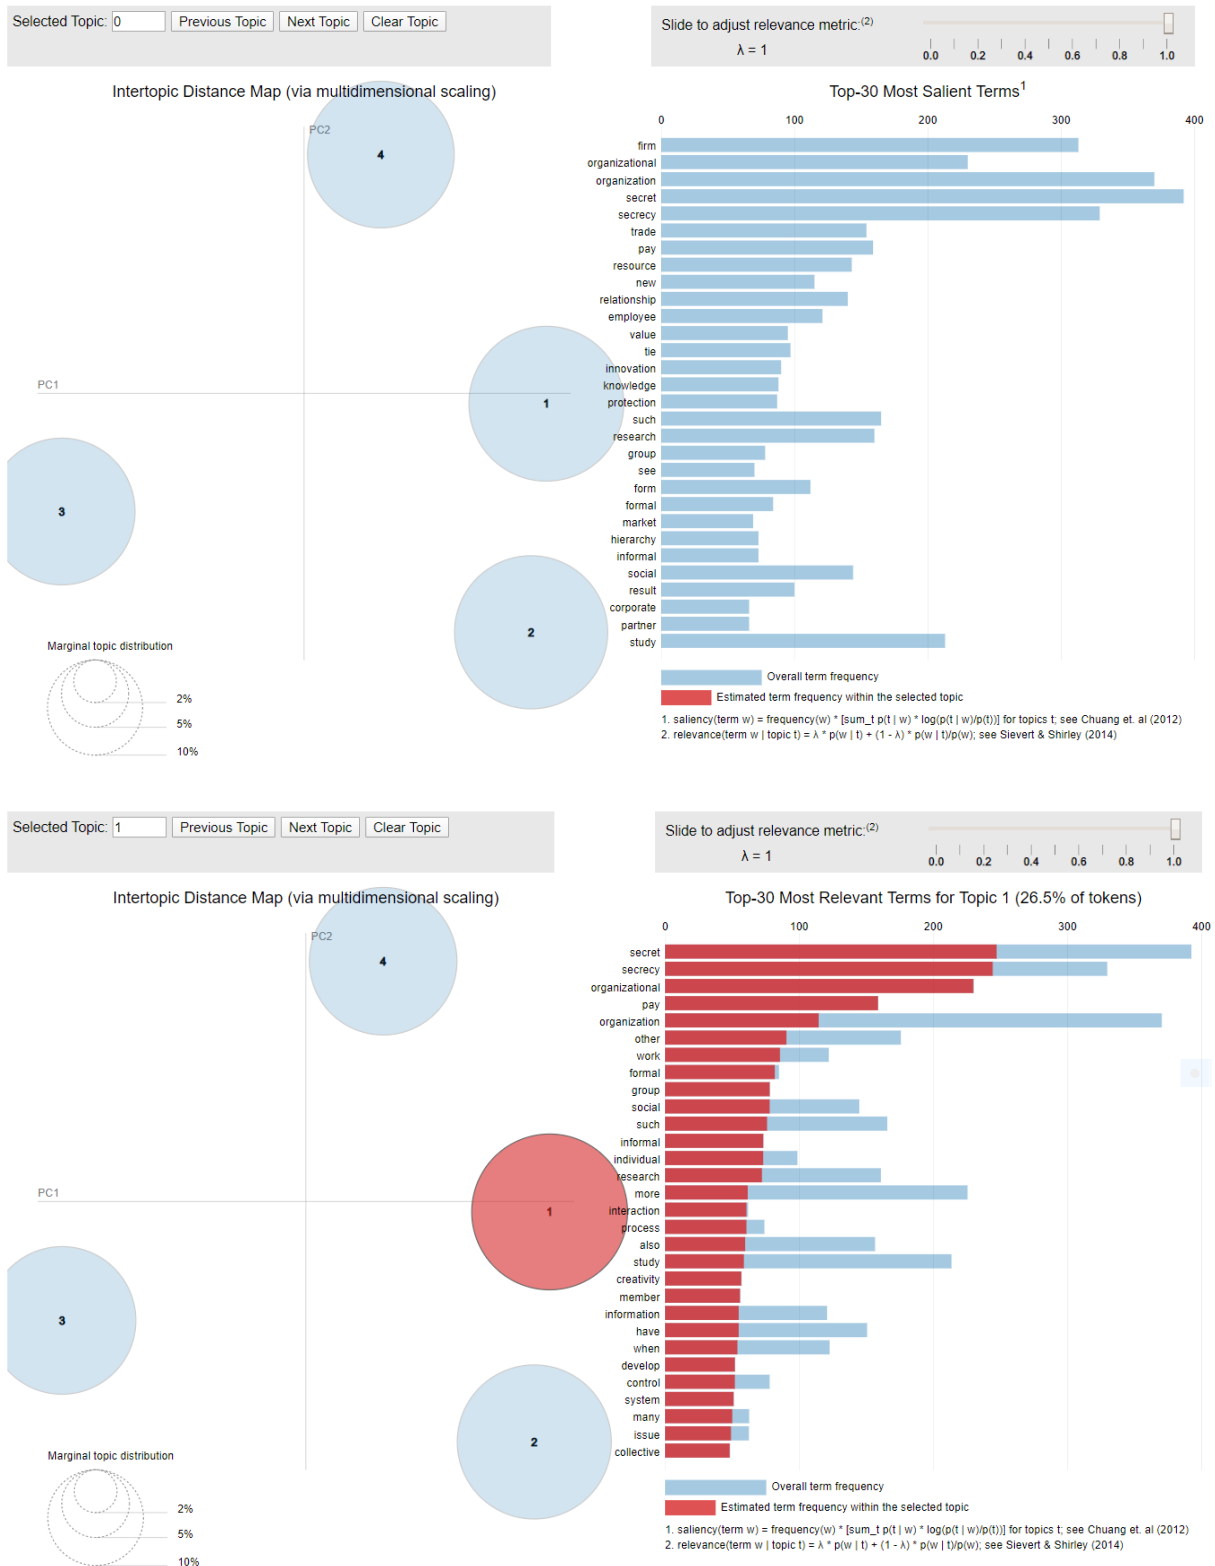 Selected Topic: 0 Previous Topic Next Topic Clear Topic
Slide to adjust relevance metric:(2)
λ = 1
0.0 0.2 0.4 0.6 0.8 1.0
Intertopic Distance Map (via multidimensional scaling)
PC2
PC1
4
1
3
2
Marginal topic distribution
2%
5%
10%
Top-30 Most Salient Terms1
0 100 200 300 400
firm
organizational
organization
secret
secrecy
trade
pay
resource
new
relationship
employee
value
tie
innovation
knowledge
protection
such
research
group
see
form
formal
market
hierarchy
informal
social
result
corporate
partner
study
Overall term frequency
Estimated term frequency within the selected topic
1. saliency(term w) = frequency(w) * [sum_t p(t | w) * log(p(t | w)/p(t))] for topics t; see Chuang et. al (2012)
2. relevance(term w | topic t) = λ * p(w | t) + (1 - λ) * p(w | t)/p(w); see Sievert & Shirley (2014)
Selected Topic: 1 Previous Topic Next Topic Clear Topic
Slide to adjust relevance metric:(2)
λ = 1
0.0 0.2 0.4 0.6 0.8 1.0
Intertopic Distance Map (via multidimensional scaling)
PC2
PC1
4
1
3
2
Marginal topic distribution
2%
5%
10%
Top-30 Most Relevant Terms for Topic 1 (26.5% of tokens)
0 100 200 300 400
secret
secrecy
organizational
pay
organization
other
work
formal
group
social
such
informal
individual
research
more
interaction
process
also
study
creativity
member
information
have
when
develop
control
system
many
issue
collective
Overall term frequency
Estimated term frequency within the selected topic
1. saliency(term w) = frequency(w) * [sum_t p(t | w) * log(p(t | w)/p(t))] for topics t; see Chuang et. al (2012)
2. relevance(term w | topic t) = λ * p(w | t) + (1 - λ) * p(w | t)/p(w); see Sievert & Shirley (2014)